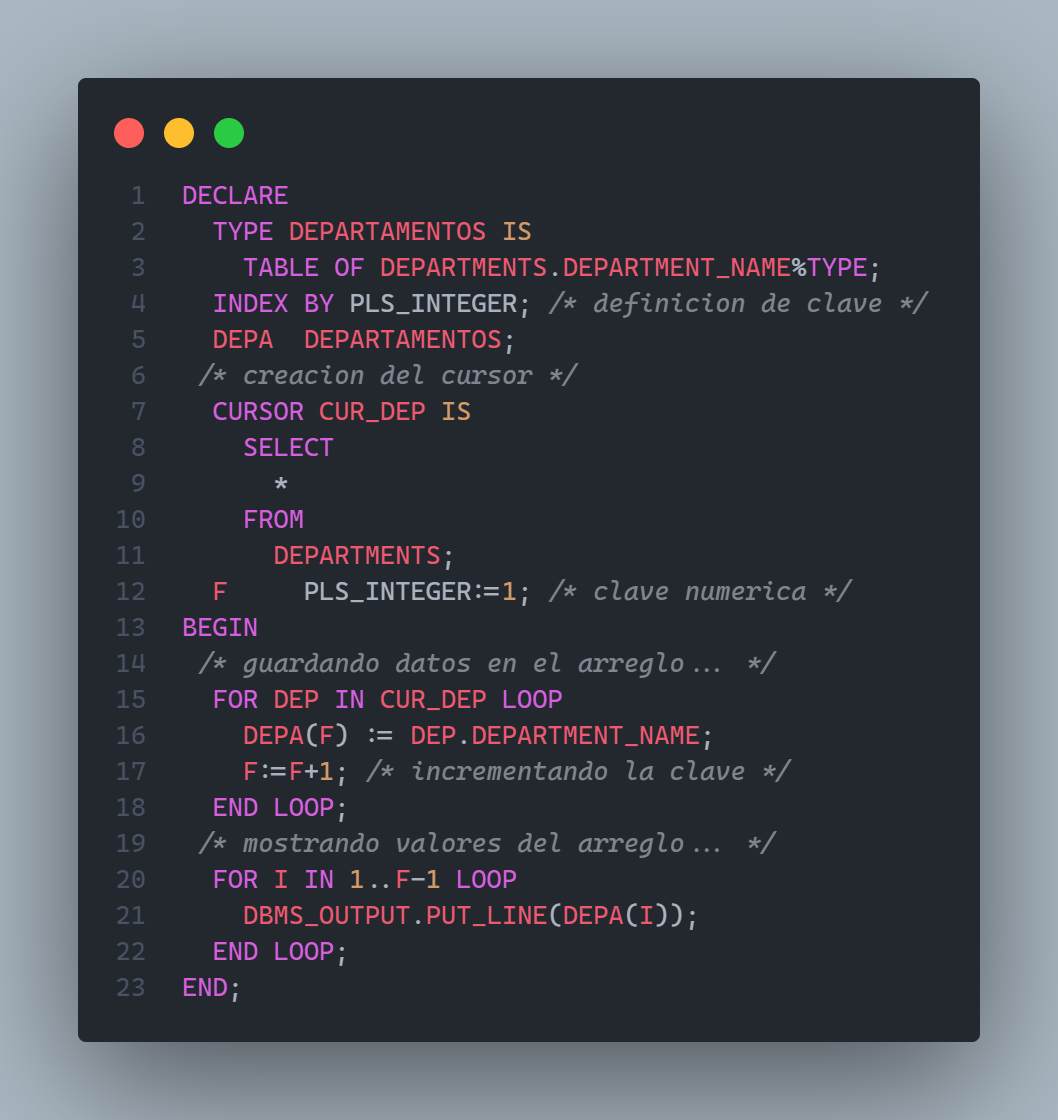 1 DECLARE
2   TYPE DEPARTAMENTOS IS
3     TABLE OF DEPARTMENTS.DEPARTMENT_NAME%TYPE;
4   INDEX BY PLS_INTEGER; /* definicion de clave */
5   DEPA  DEPARTAMENTOS;
6  /* creacion del cursor */
7   CURSOR CUR_DEP IS
8     SELECT
9       *
10     FROM
11       DEPARTMENTS;
12   F     PLS_INTEGER:=1; /* clave numerica */
13 BEGIN
14  /* guardando datos en el arreglo... */
15   FOR DEP IN CUR_DEP LOOP
16     DEPA(F) := DEP.DEPARTMENT_NAME;
17     F:=F+1; /* incrementando la clave */
18   END LOOP;
19  /* mostrando valores del arreglo... */
20   FOR I IN 1..F-1 LOOP
21     DBMS_OUTPUT.PUT_LINE(DEPA(I));
22   END LOOP;
23 END;